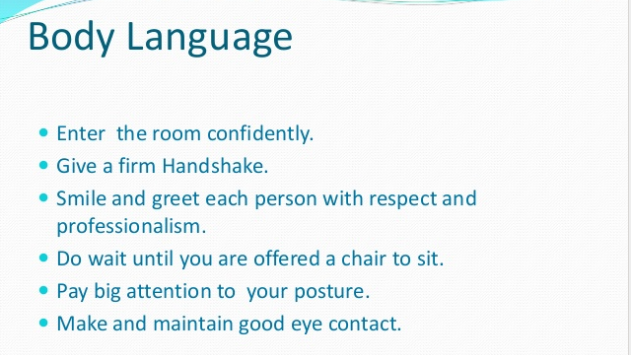 Body Language
• Enter  the room confidently.
• Give a firm Handshake.
• Smile and greet each person with respect and
professionalism.
• Do wait until you are offered a chair to sit.
• Pay big attention to  your posture.
• Make and maintain good eye contact.